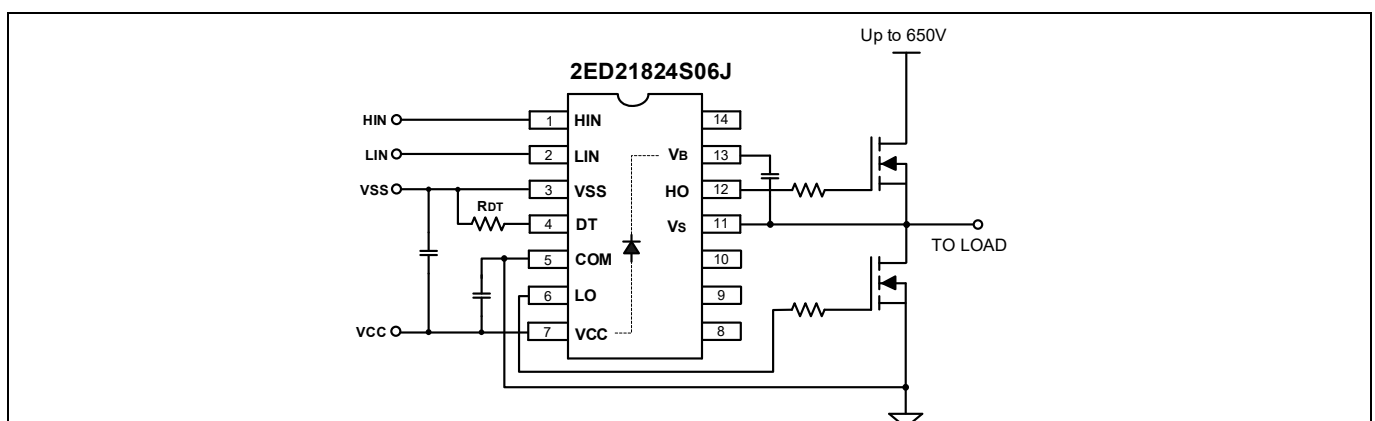 Up to 650V
2ED21824S06J
HIN 1 HIN 14
LIN 2 LIN VB 13
VSS 3 VSS HO 12
RDT
4 DT VS 11
TO LOAD
5 COM 10
6 LO 9
VCC 7 VCC 8